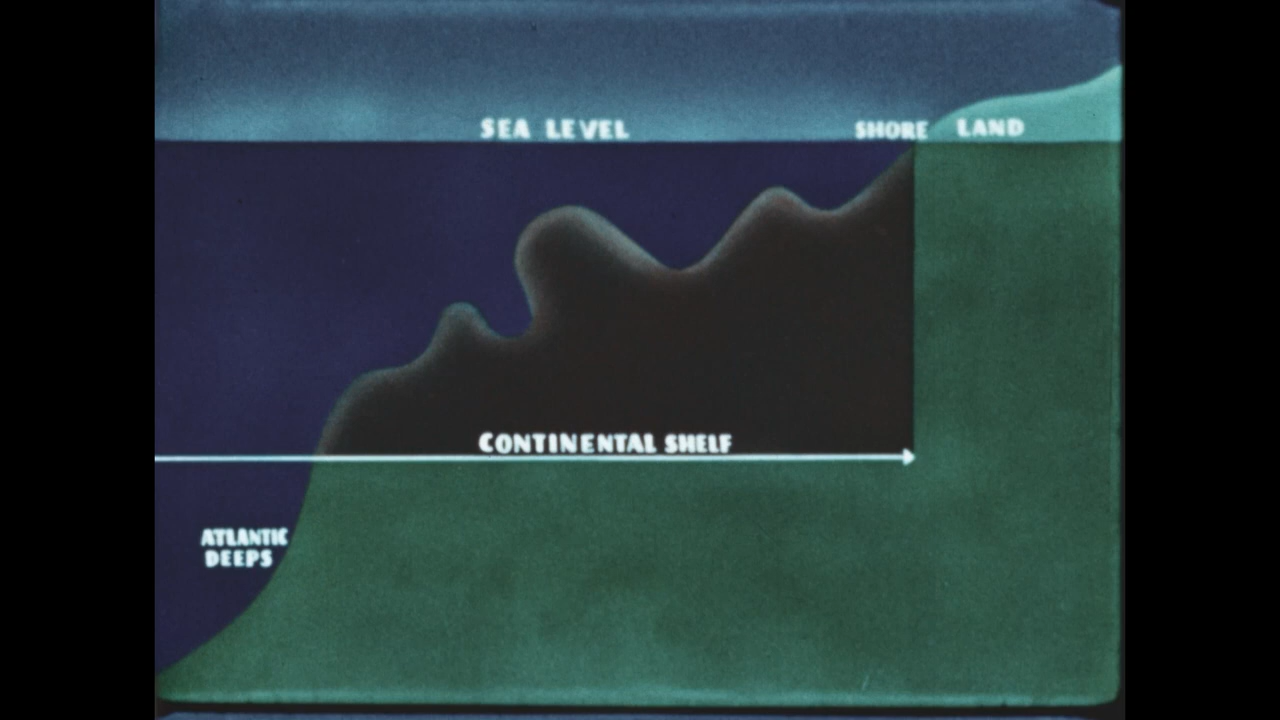 SEA LEVEL
SHORE
LAND
CONTINENTAL SHELF
ATLANTIC
DEEPS